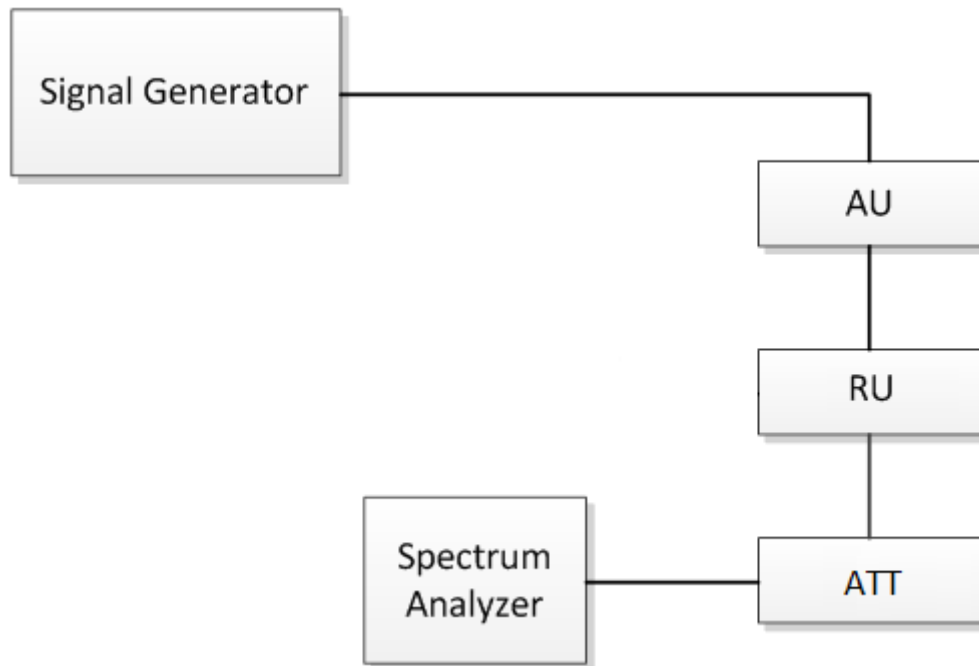 Signal Generator
AU
RU
Spectrum
Analyzer
ATT